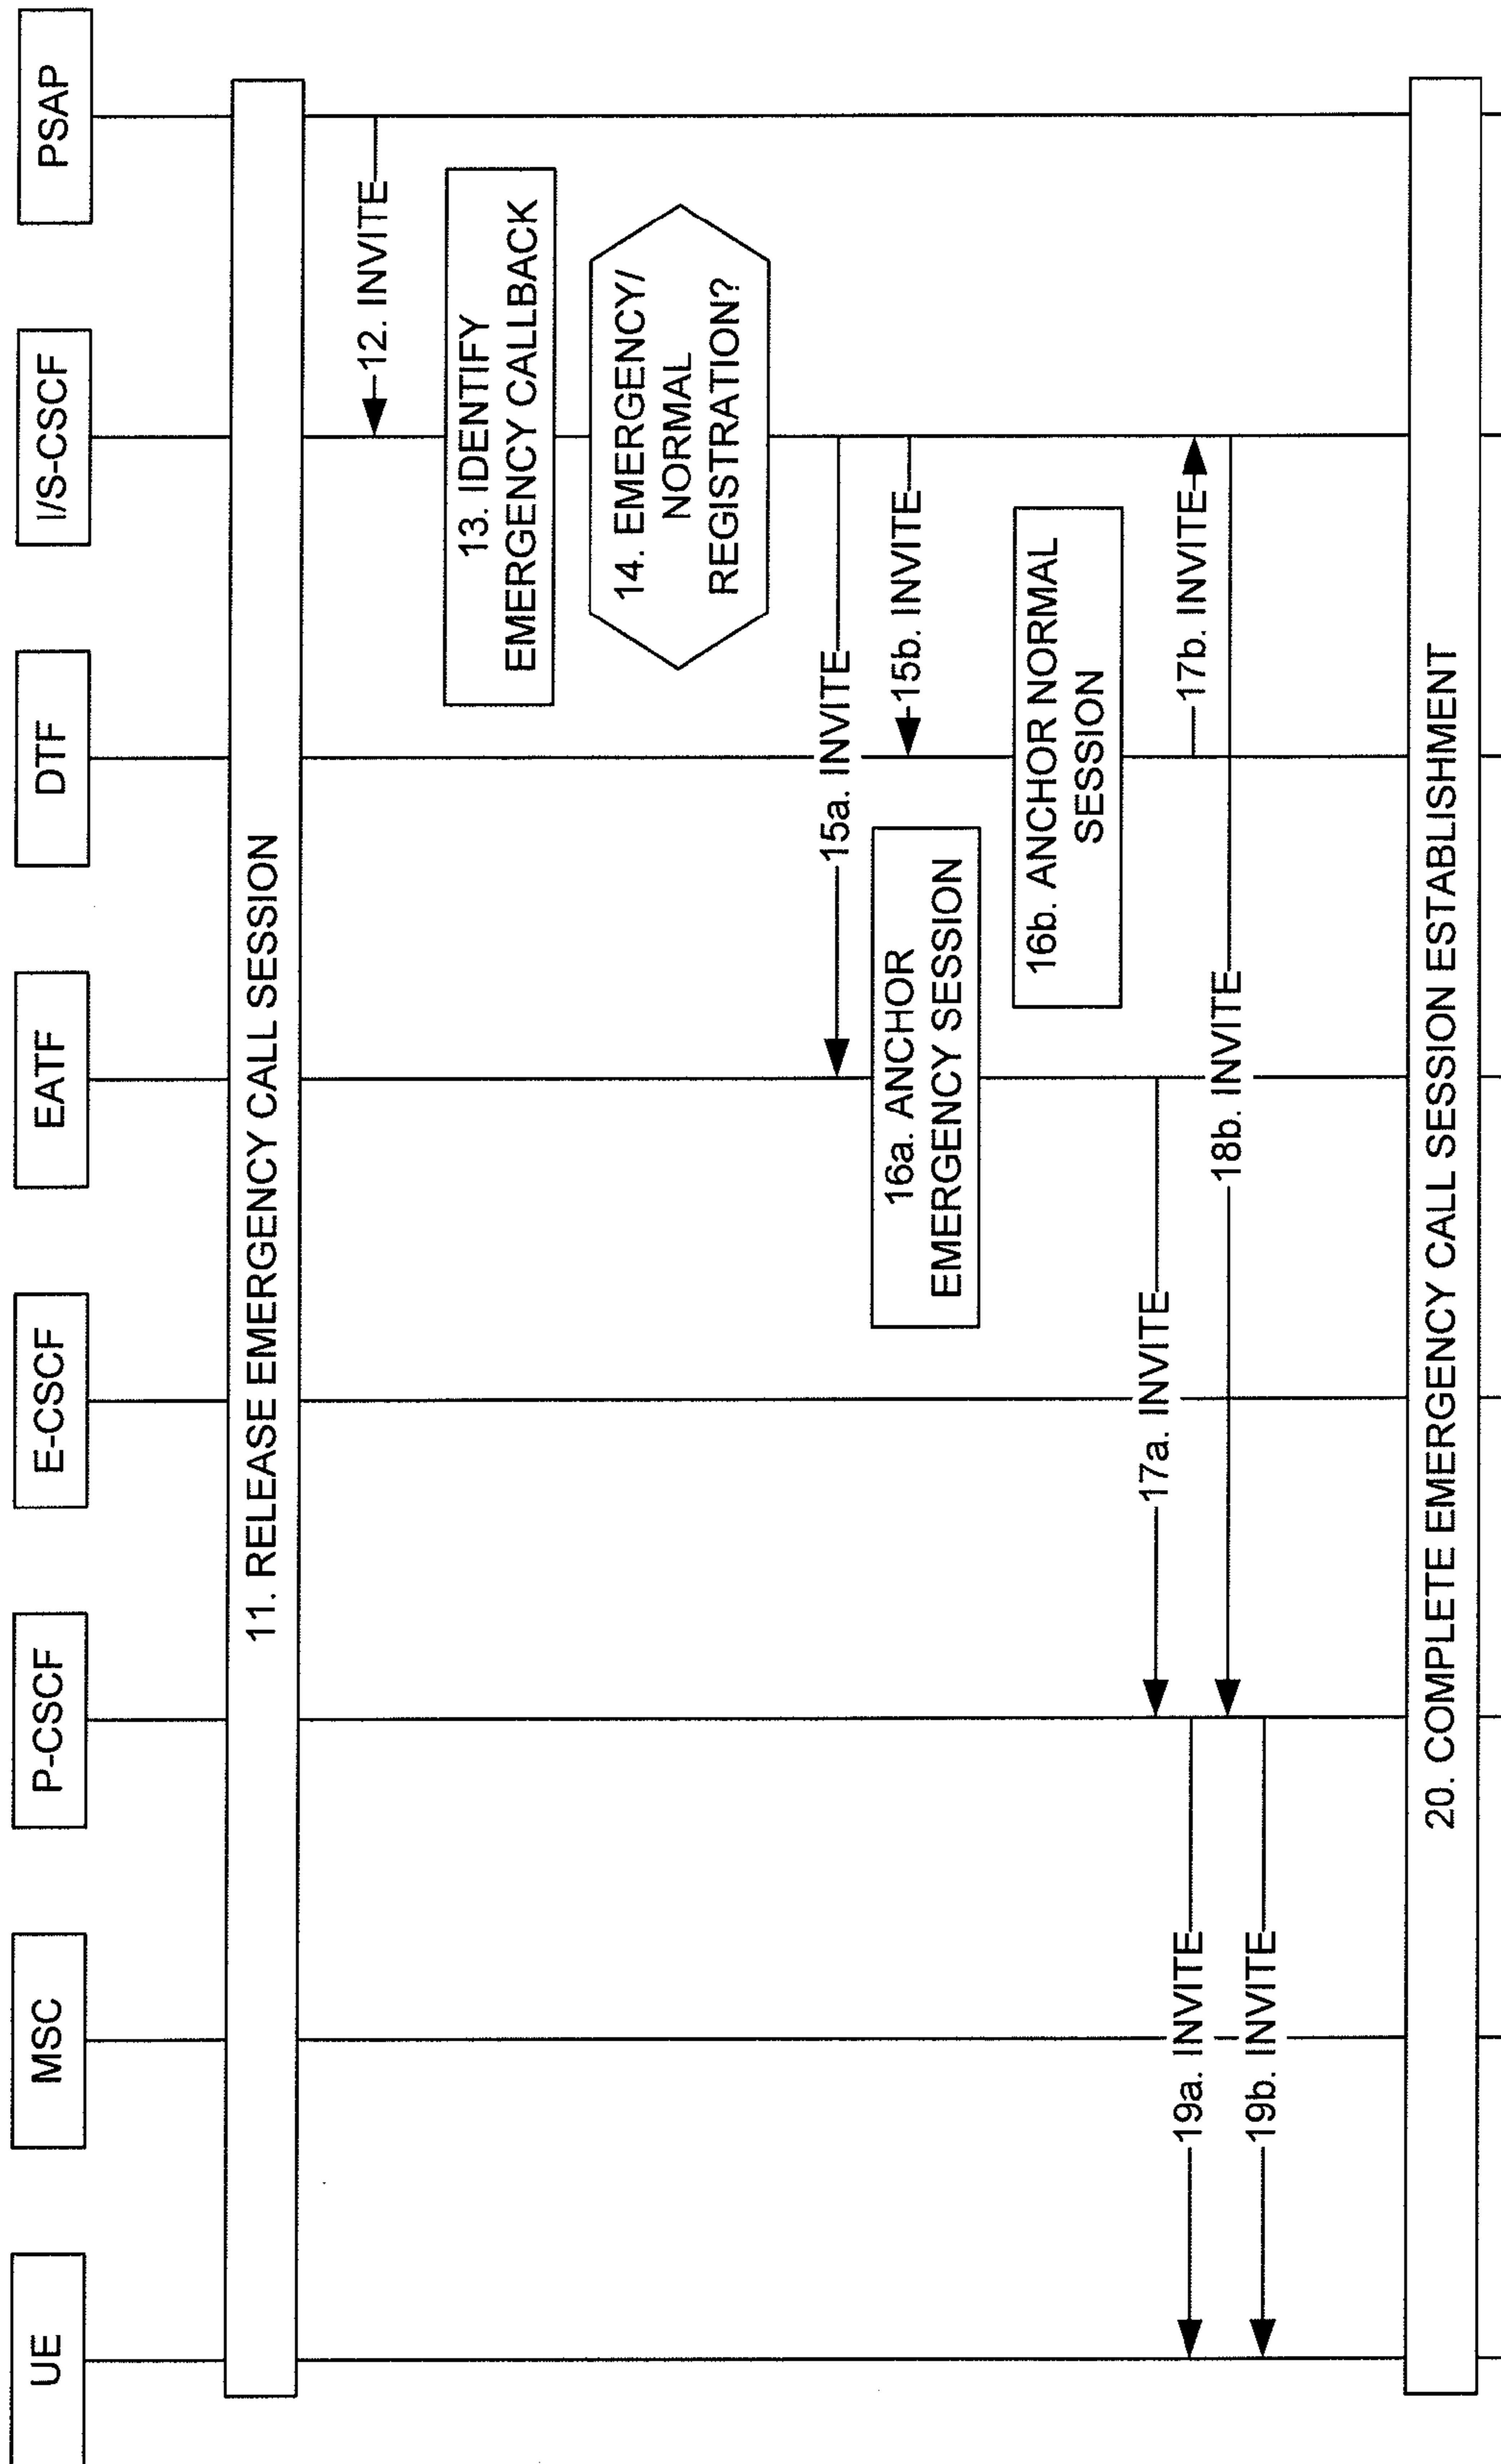 UE
MSC
P-CSCF
E-CSCF
EATF
DTF
I/S-CSCF
PSAP
11. RELEASE EMERGENCY CALL SESSION
12. INVITE
13. IDENTIFY
EMERGENCY CALLBACK
14. EMERGENCY/
NORMAL
REGISTRATION?
15a. INVITE
15b. INVITE
16a. ANCHOR
EMERGENCY SESSION
16b. ANCHOR NORMAL
SESSION
17a. INVITE
17b. INVITE
18b. INVITE
19a. INVITE
19b. INVITE
20. COMPLETE EMERGENCY CALL SESSION ESTABLISHMENT